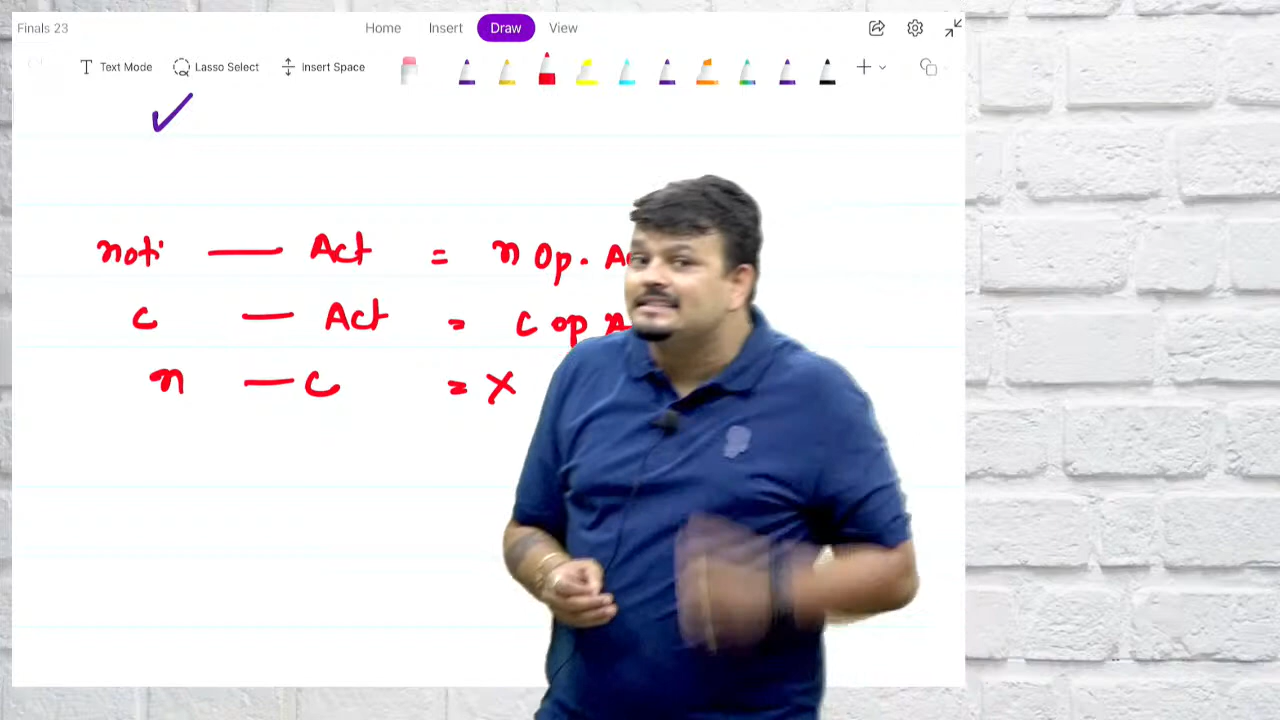 Finals 23
Home Insert Draw View
Text Mode Lasso Select Insert Space
noti — Act = n Op. A
c — Act = c op A
n — c = x